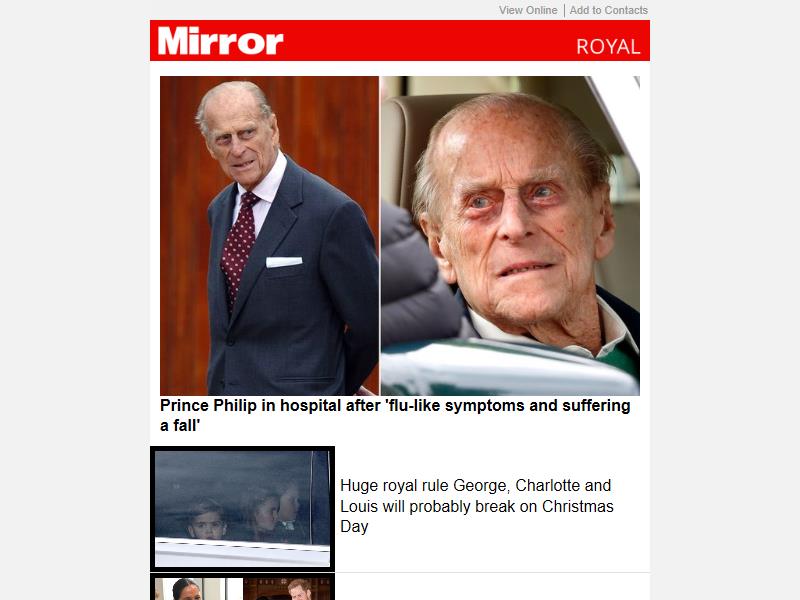 View Online | Add to Contacts
Mirror ROYAL
Prince Philip in hospital after 'flu-like symptoms and suffering
a fall'
Huge royal rule George, Charlotte and
Louis will probably break on Christmas
Day